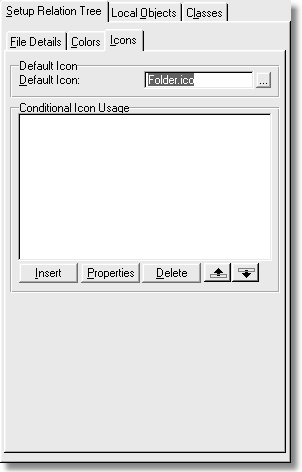 Setup Relation Tree Local Objects Classes
File Details Colors Icons
Default Icon
Default Icon: Folder.ico ...
Conditional Icon Usage
Insert Properties Delete